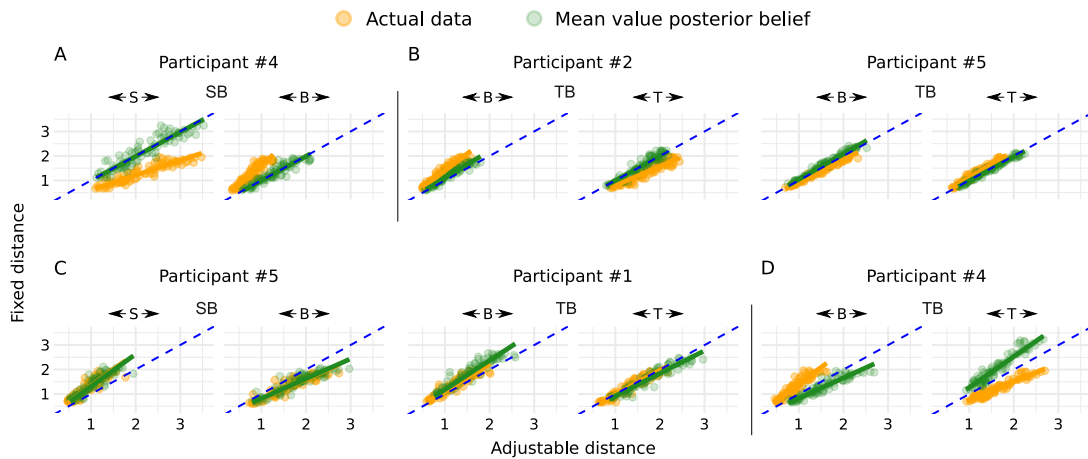 Actual data Mean value posterior belief
A B
Participant #4 Participant #2 Participant #5
S SB B B TB T B TB T
3
2
1
Fixed distance
C D
Participant #5 Participant #1 Participant #4
S SB B B TB T B TB T
3
2
1
1 2 3 1 2 3 1 2 3 1 2 3 1 2 3 1 2 3
Adjustable distance